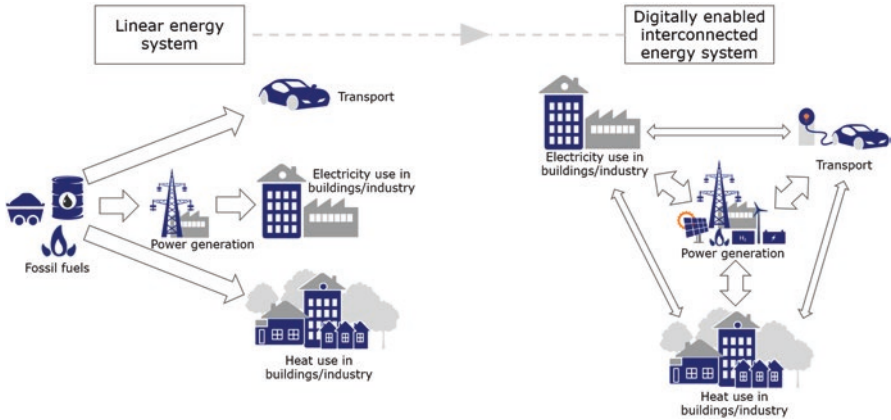 Linear energy
system
Digitally enabled
interconnected
energy system
Transport
Electricity use in
buildings/industry
Power generation
Fossil fuels
Heat use in
buildings/industry
Electricity use in
buildings/industry
Transport
H₂
Power generation
Heat use in
buildings/industry